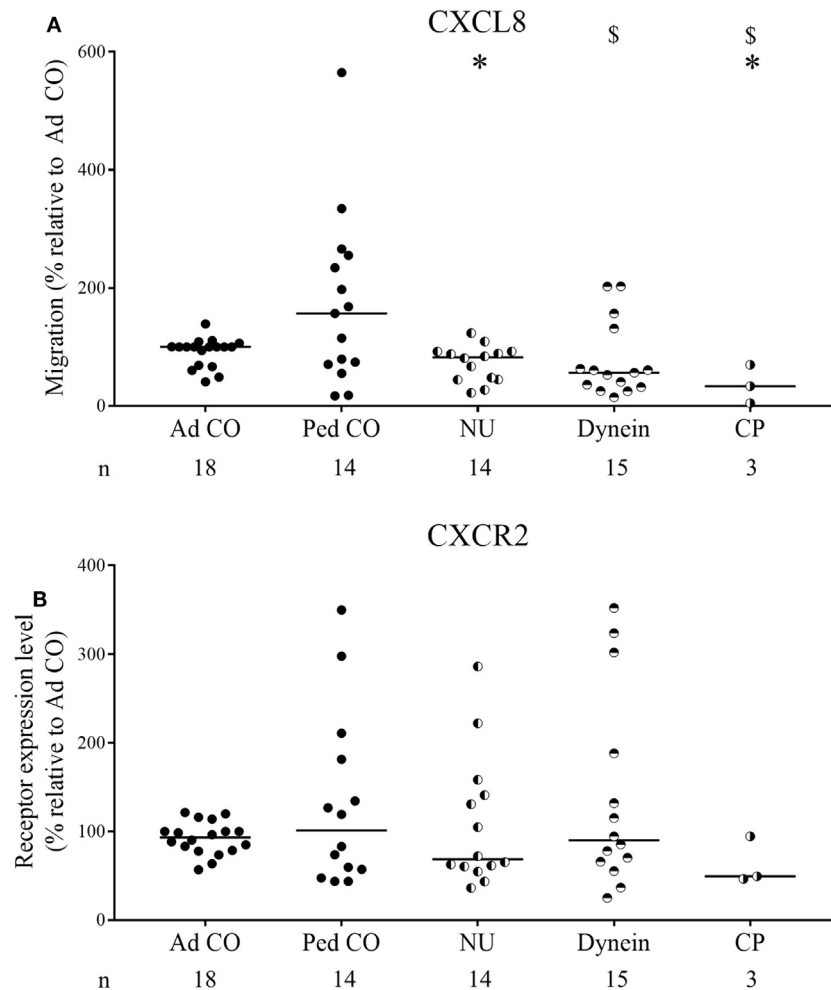 A
CXCL8
$ $
* *
Migration (% relative to Ad CO)
600
400
200
0
Ad CO Ped CO NU Dynein CP
n 18 14 14 15 3
CXCR2
B
Receptor expression level
(% relative to Ad CO)
400
300
200
100
0
Ad CO Ped CO NU Dynein CP
n 18 14 14 15 3